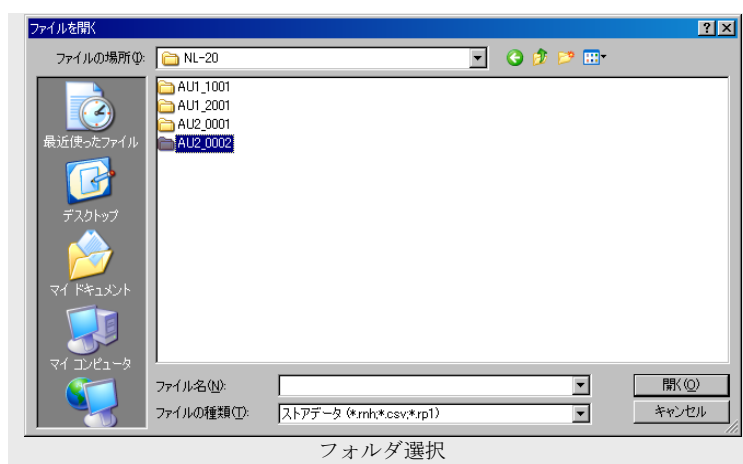 ファイルを開く
ファイルの場所(I):
NL-20
AU1_1001
AU1_2001
AU2_0001
AU2_0002
最近使ったファイル
デスクトップ
マイ ドキュメント
マイ コンピュータ
ファイル名(N):
開く(O)
ファイルの種類(T):
ストアデータ (*.rnh;*.csv;*.rp1)
キャンセル
フォルダ選択